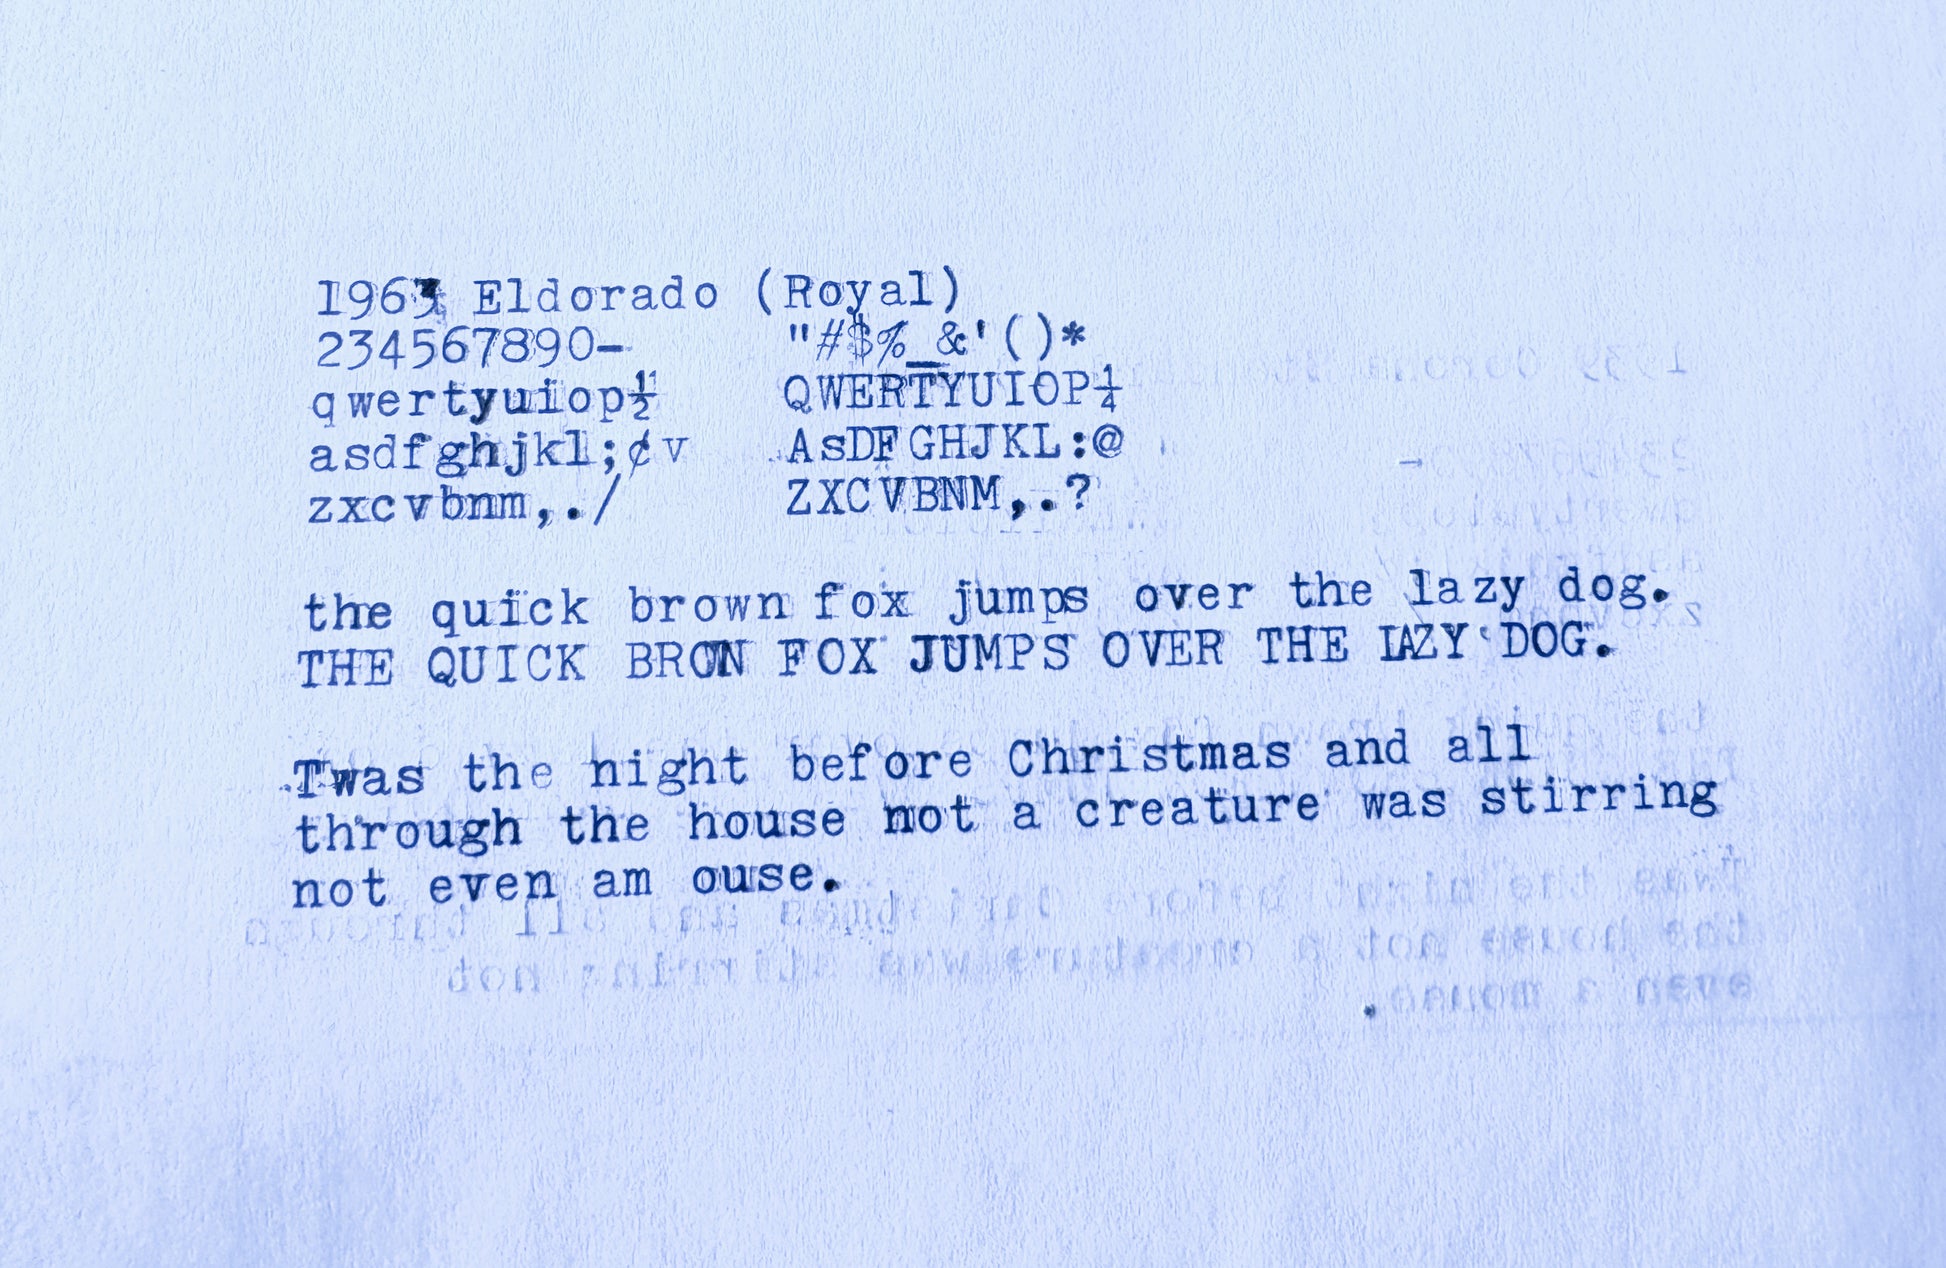 1963 Eldorado (Royal)
234567890- "#$%_&'()*
qwertyuiop½ QWERTYUIOP¼
asdfghjkl;¢v AsDFGHJKL:@
zxcvbnm,./ ZXCVBNM,.?
the quick brown fox jumps over the lazy dog.
THE QUICK BROWN FOX JUMPS OVER THE LAZY DOG.
Twas the night before Christmas and all
through the house not a creature was stirring
not even am ouse.